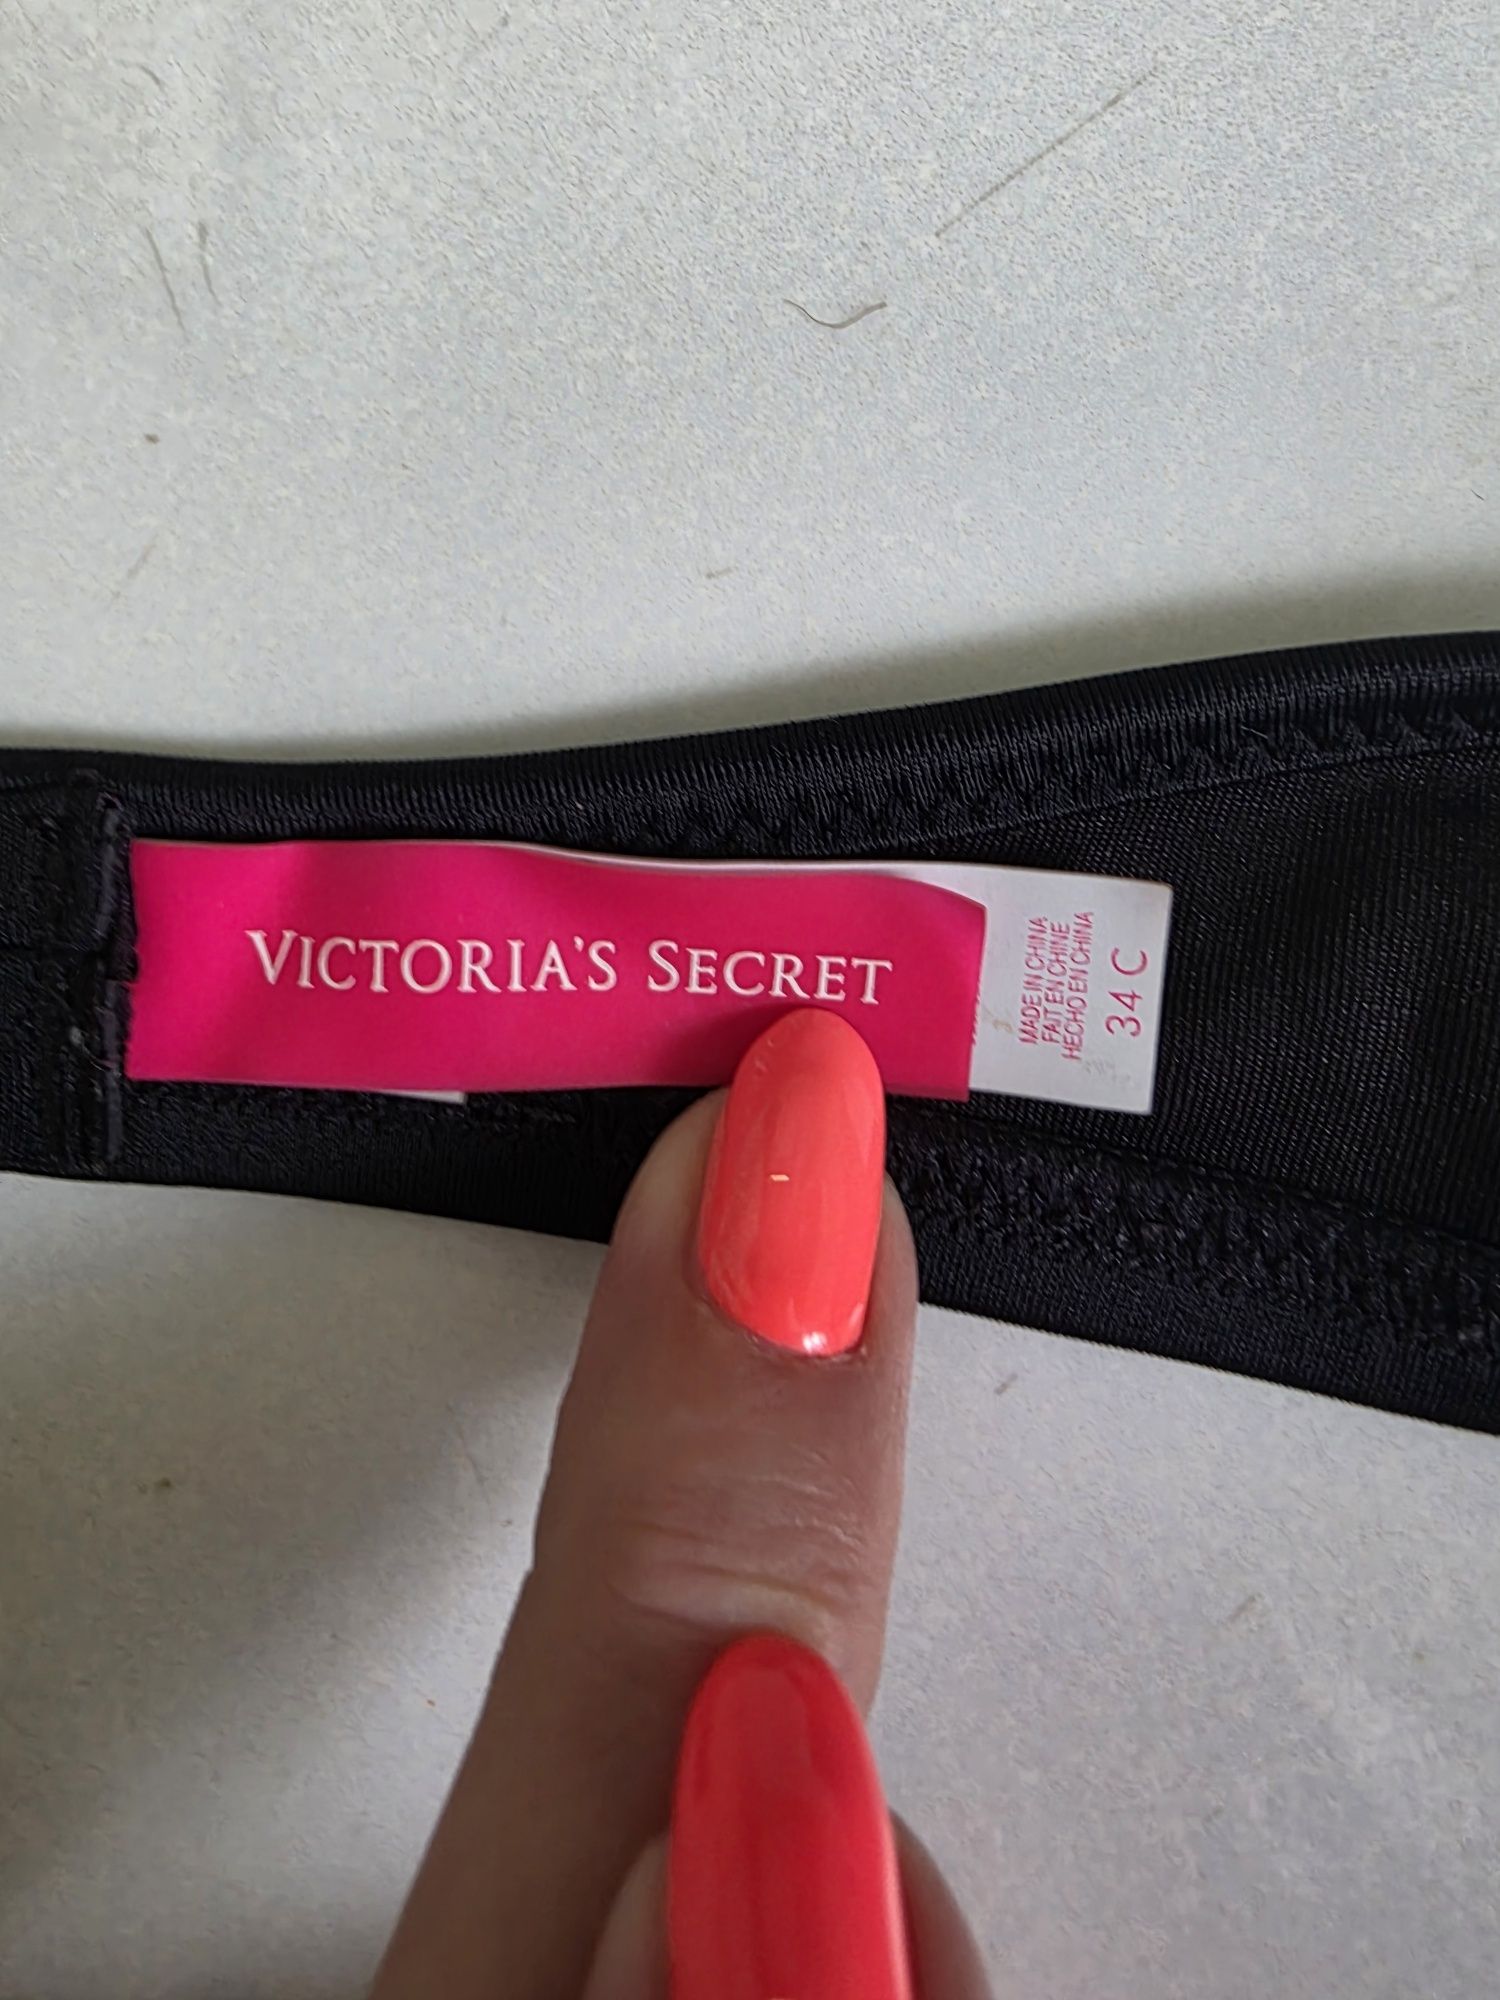 VICTORIA'S SECRET
MADE IN CHINA
FAIT EN CHINE
HECHO EN CHINA
34 C